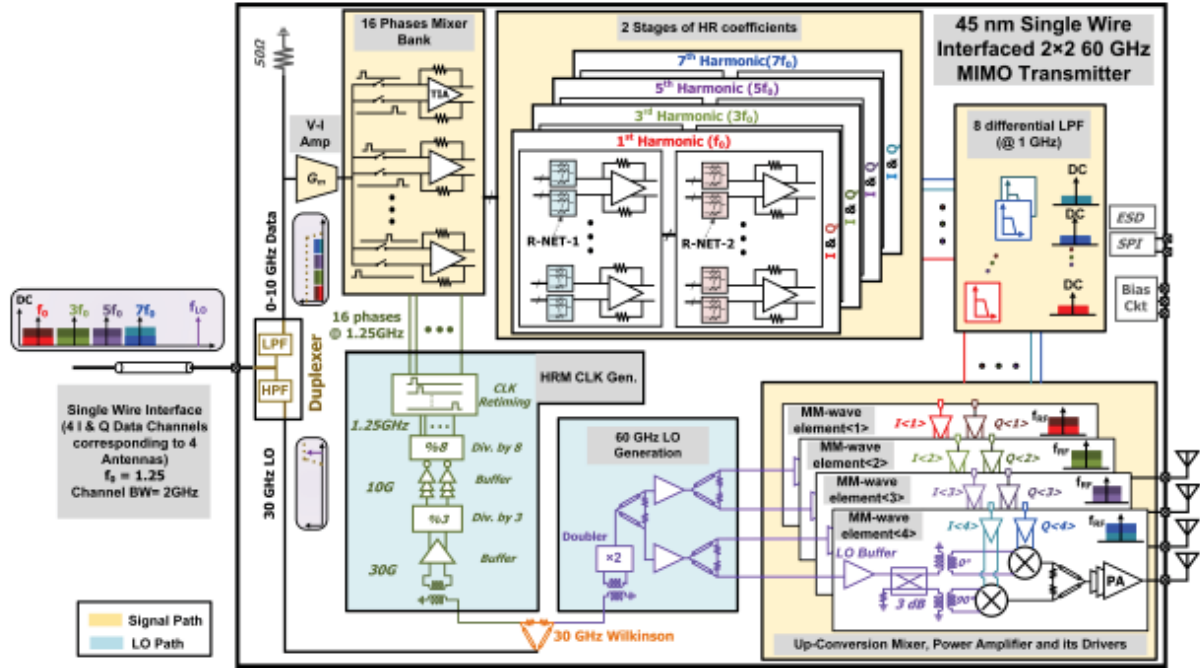 45 nm Single Wire
Interfaced 2×2 60 GHz
MIMO Transmitter
16 Phases Mixer
Bank
2 Stages of HR coefficients
50Ω
TIA
7th Harmonic(7f0)
5th Harmonic (5f0)
3rd Harmonic (3f0)
1st Harmonic (f0)
R-NET-1
R-NET-2
I & Q
I & Q
I & Q
I & Q
8 differential LPF
(@ 1 GHz)
DC
DC
DC
ESD
SPI
Bias
Ckt
V-I
Amp
Gm
0-10 GHz Data
DC
f0
3f0
5f0
7f0
fLO
LPF
HPF
Duplexer
Single Wire Interface
(4 I & Q Data Channels
corresponding to 4
Antennas)
f0 = 1.25
Channel BW= 2GHz
30 GHz LO
16 phases
@ 1.25GHz
HRM CLK Gen.
CLK
Retiming
1.25GHz
%8
Div. by 8
Buffer
10G
%3
Div. by 3
Buffer
30G
60 GHz LO
Generation
Doubler
×2
30 GHz Wilkinson
MM-wave
element<1>
I<1>
Q<1>
fRF
MM-wave
element<2>
I<2>
Q<2>
fRF
MM-wave
element<3>
I<3>
Q<3>
fRF
MM-wave
element<4>
I<4>
Q<4>
fRF
LO Buffer
3 dB
0°
90°
PA
Up-Conversion Mixer, Power Amplifier and its Drivers
Signal Path
LO Path